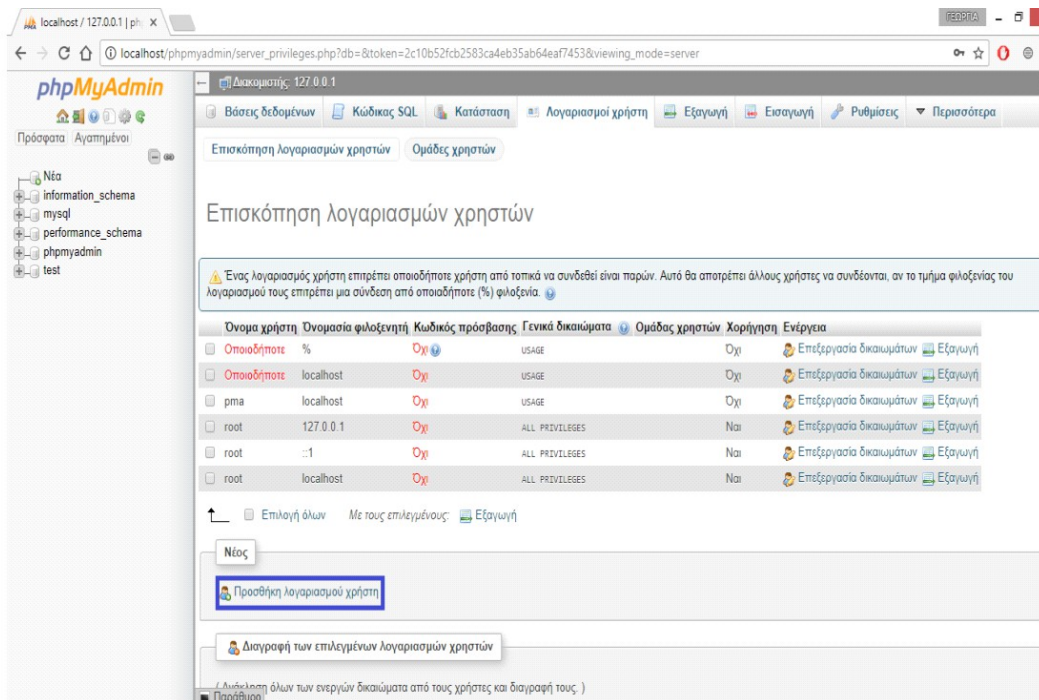 localhost / 127.0.0.1 | ph
ΓΕΩΡΓΙΑ
localhost/phpmyadmin/server_privileges.php?db=&token=2c10b52fcb2583ca4eb35ab64eaf7453&viewing_mode=server
phpMyAdmin
Πρόσφατα Αγαπημένοι
Νέα
information_schema
mysql
performance_schema
phpmyadmin
test
Διακομιστής: 127.0.0.1
Βάσεις δεδομένων Κώδικας SQL Κατάσταση Λογαριασμοί χρήστη Εξαγωγή Εισαγωγή Ρυθμίσεις Περισσότερα
Επισκόπηση λογαριασμών χρηστών Ομάδες χρηστών
Επισκόπηση λογαριασμών χρηστών
Ένας λογαριασμός χρήστη επιτρέπει οποιοδήποτε χρήστη από τοπικά να συνδεθεί είναι παρών. Αυτό θα αποτρέπει άλλους χρήστες να συνδέονται, αν το τμήμα φιλοξενίας του
λογαριασμού τους επιτρέπει μια σύνδεση από οποιαδήποτε (%) φιλοξενία.
Όνομα χρήστη Όνομασία φιλοξενητή Κωδικός πρόσβασης Γενικά δικαιώματα Ομάδας χρηστών Χορήγηση Ενέργεια
Οποιοδήποτε % Όχι USAGE Όχι Επεξεργασία δικαιωμάτων Εξαγωγή
Οποιοδήποτε localhost Όχι USAGE Όχι Επεξεργασία δικαιωμάτων Εξαγωγή
pma localhost Όχι USAGE Όχι Επεξεργασία δικαιωμάτων Εξαγωγή
root 127.0.0.1 Όχι ALL PRIVILEGES Ναι Επεξεργασία δικαιωμάτων Εξαγωγή
root ::1 Όχι ALL PRIVILEGES Ναι Επεξεργασία δικαιωμάτων Εξαγωγή
root localhost Όχι ALL PRIVILEGES Ναι Επεξεργασία δικαιωμάτων Εξαγωγή
Επιλογή όλων Με τους επιλεγμένους: Εξαγωγή
Νέος
Προσθήκη λογαριασμού χρήστη
Διαγραφή των επιλεγμένων λογαριασμών χρηστών
( Ανάκληση όλων των ενεργών δικαιώματα από τους χρήστες και διαγραφή τους. )
Παράθυρο